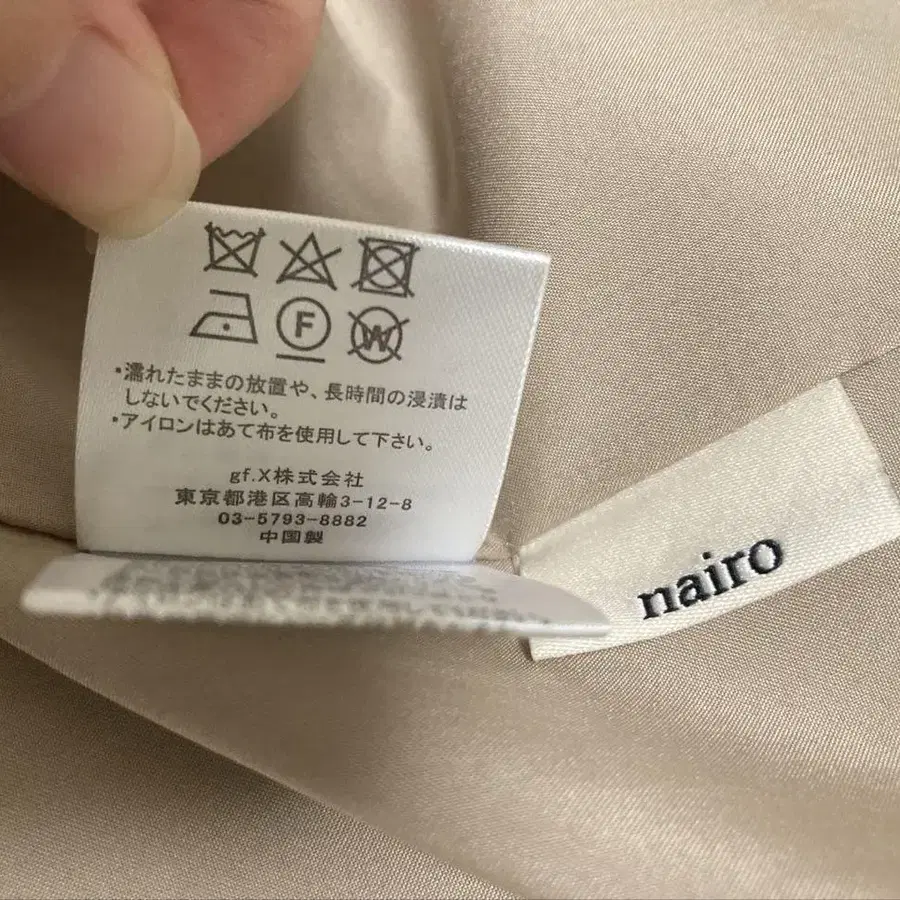 F
W
・濡れたままの放置や、長時間の浸漬は
しないでください。
・アイロンはあて布を使用して下さい。
gf.X株式会社
東京都港区高輪3-12-8
03-5793-8882
中国製
nairo